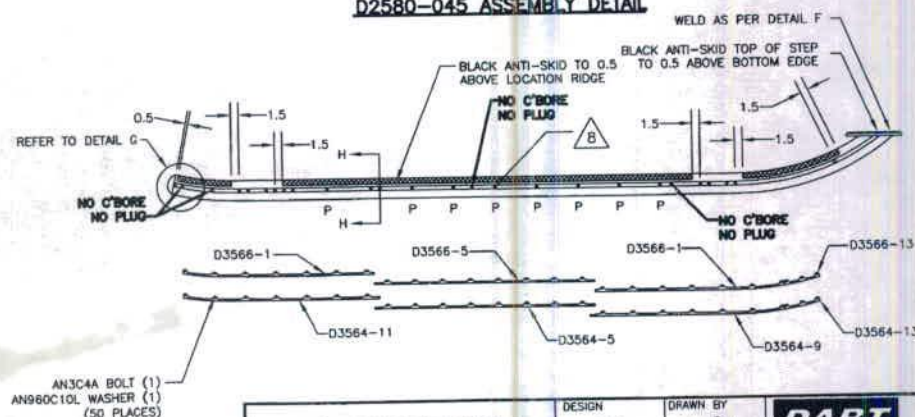 D2580-045 ASSEMBLY DETAIL
WELD AS PER DETAIL F
BLACK ANTI-SKID TOP OF STEP
TO 0.5 ABOVE BOTTOM EDGE
BLACK ANTI-SKID TO 0.5
ABOVE LOCATION RIDGE
NO C'BORE
NO PLUG
8
0.5
1.5
1.5
1.5
1.5
1.5
REFER TO DETAIL G
H
H
NO C'BORE
NO PLUG
P P P P P P P P
NO C'BORE
NO PLUG
D3566-1
D3566-5
D3566-1
D3566-13
D3564-11
D3564-5
D3564-9
D3564-13
AN3C4A BOLT (1)
AN960C10L WASHER (1)
(50 PLACES)
DESIGN
DRAWN BY